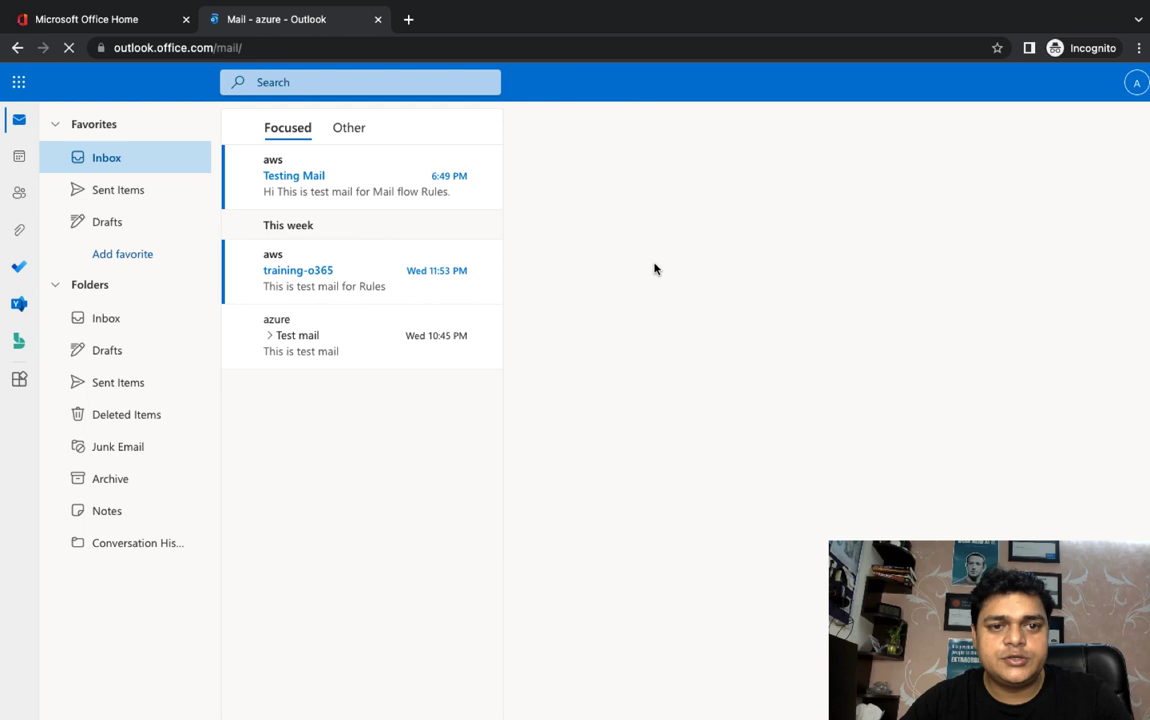 Microsoft Office Home
Mail - azure - Outlook
outlook.office.com/mail/
Incognito
Search
A
Favorites
Inbox
Sent Items
Drafts
Add favorite
Folders
Inbox
Drafts
Sent Items
Deleted Items
Junk Email
Archive
Notes
Conversation His...
Focused Other
aws
Testing Mail 6:49 PM
Hi This is test mail for Mail flow Rules.
This week
aws
training-o365 Wed 11:53 PM
This is test mail for Rules
azure
Test mail Wed 10:45 PM
This is test mail